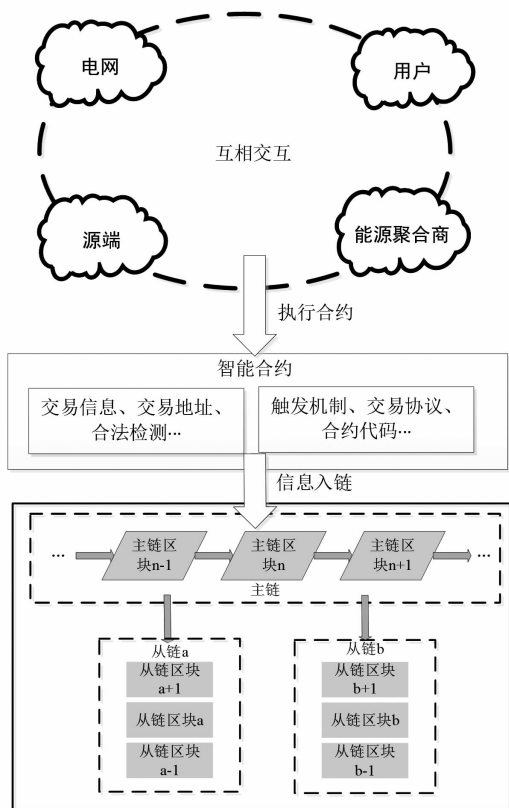 电网
用户
互相交互
源端
能源聚合商
执行合约
智能合约
交易信息、交易地址、
合法检测…
触发机制、交易协议、
合约代码…
信息入链
…
主链区
块n-1
主链区
块n
主链区
块n+1
…
主链
从链a
从链区块
a+1
从链区块a
从链区块
a-1
从链b
从链区块
b+1
从链区块b
从链区块
b-1